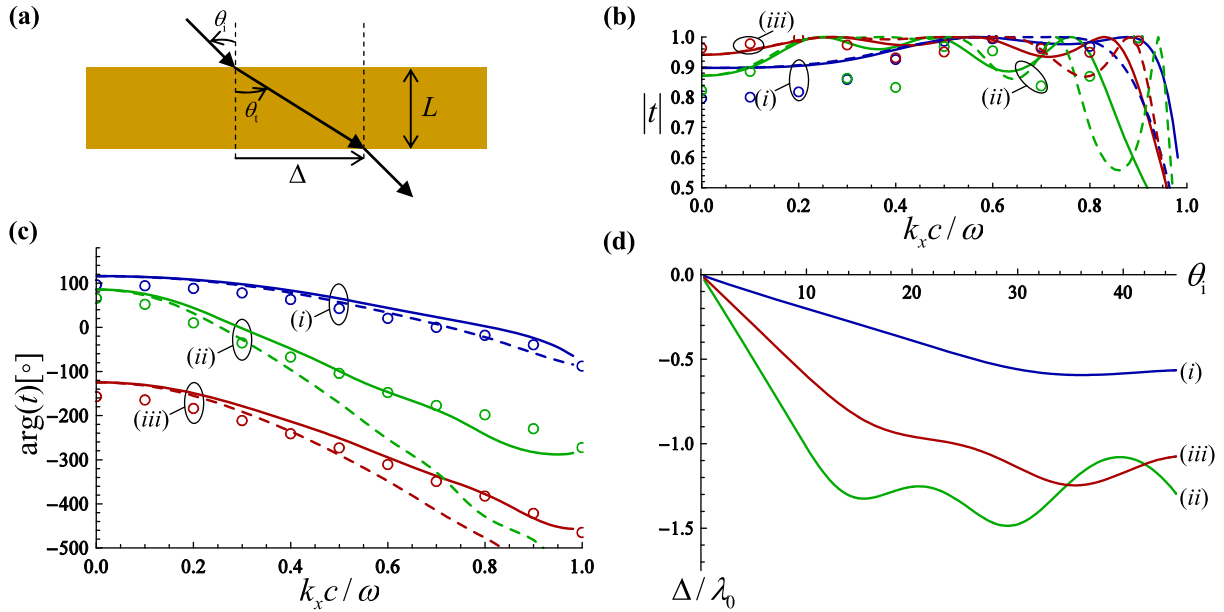 (a)
θi
θt
L
Δ
(b)
1.0
0.9
0.8
0.7
0.6
0.5
|t|
(iii)
(i)
(ii)
0.0 0.2 0.4 0.6 0.8 1.0
kxc/ω
(c)
100
0
−100
−200
−300
−400
−500
arg(t)[∘]
(i)
(ii)
(iii)
0.0 0.2 0.4 0.6 0.8 1.0
kxc/ω
(d)
0.0
−0.5
−1.0
−1.5
10 20 30 40
θi
(i)
(iii)
(ii)
Δ/λ0